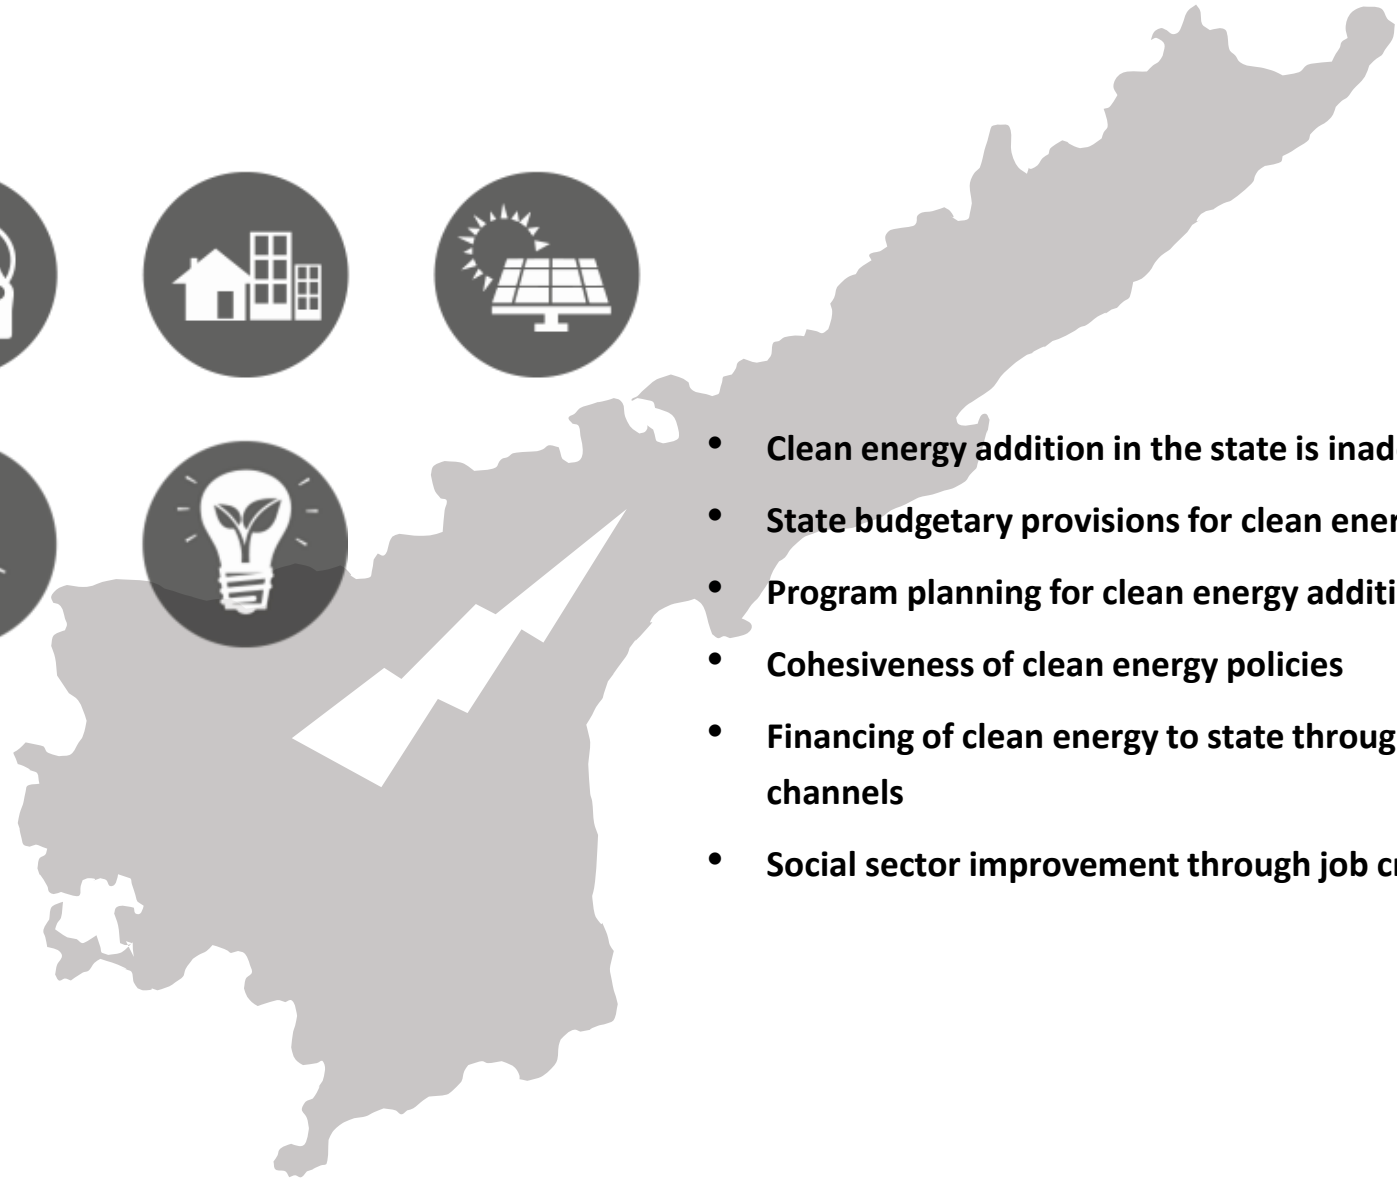 • Clean energy addition in the state is
• State budgetary provisions for clean
• Program planning for clean energy
• Cohesiveness of clean energy policies
• Financing of clean energy to state
channels
• Social sector improvement through job